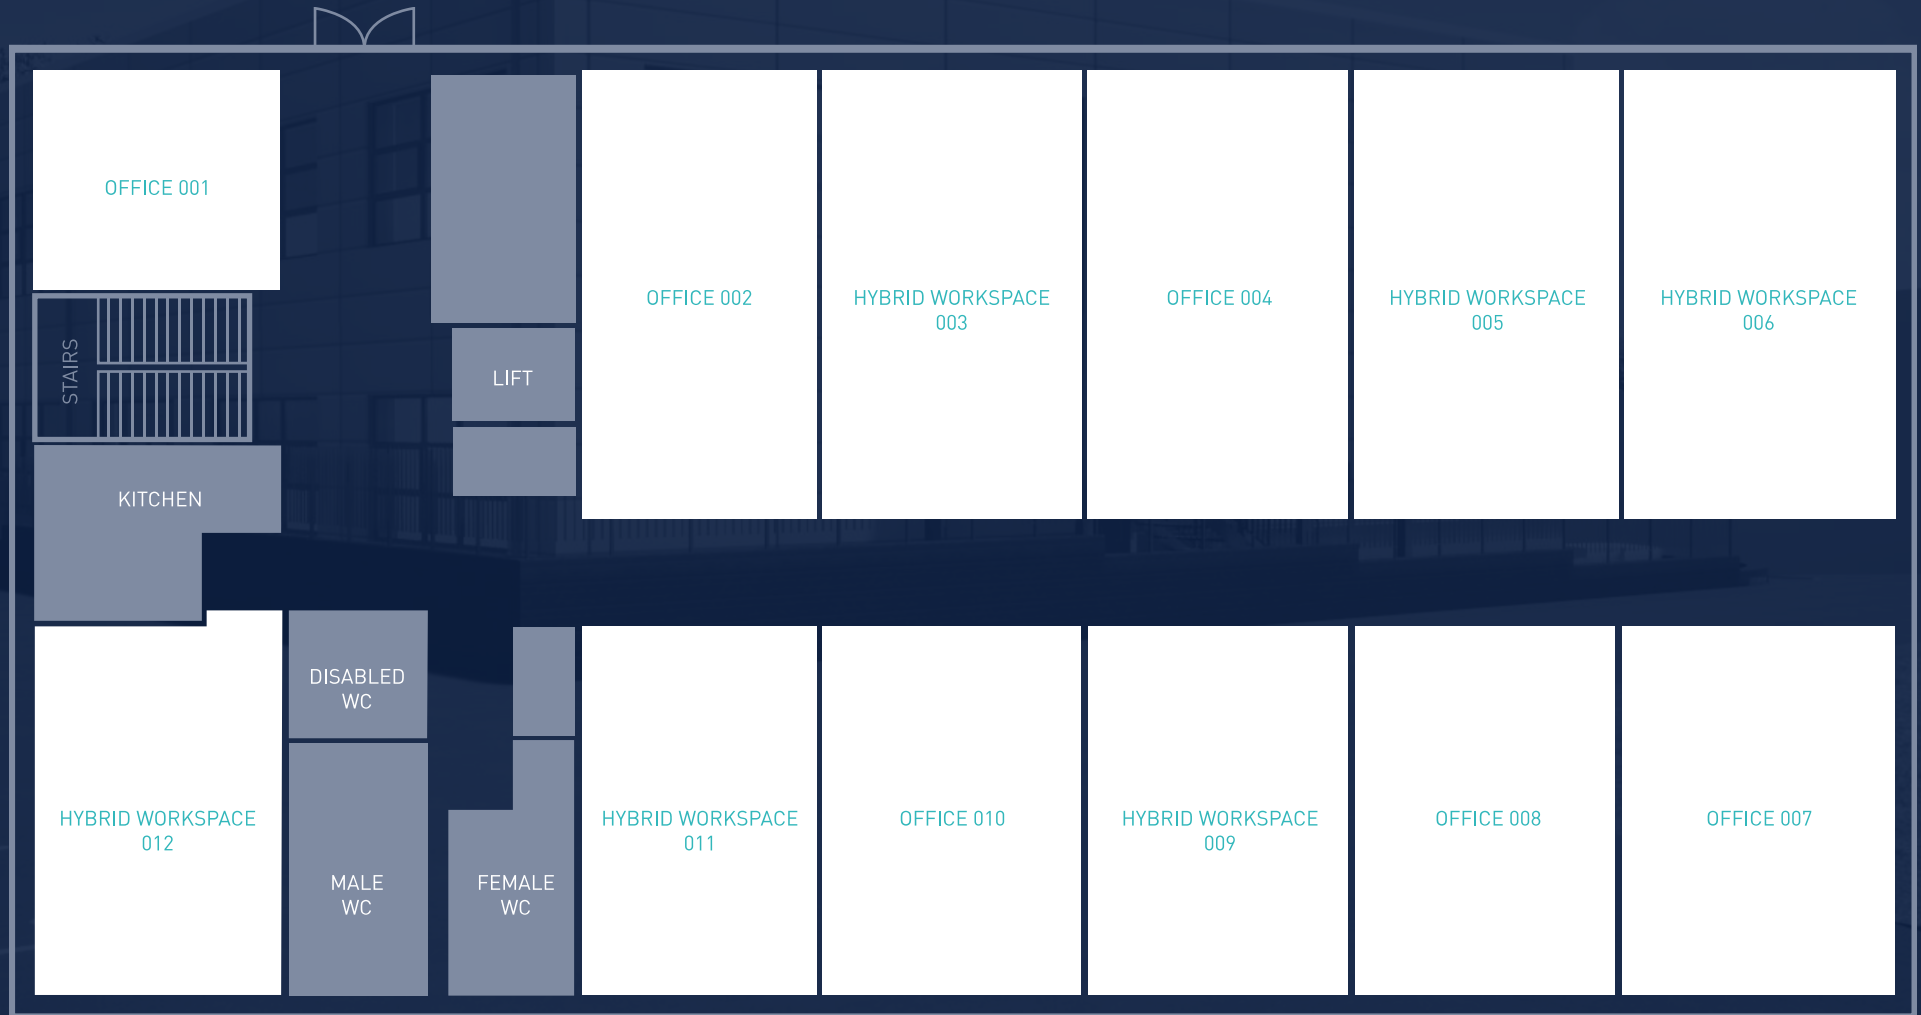 OFFICE 001
OFFICE 002
HYBRID WORKSPACE
003
OFFICE 004
HYBRID WORKSPACE
005
HYBRID WORKSPACE
006
STAIRS
LIFT
KITCHEN
DISABLED
WC
HYBRID WORKSPACE
012
MALE
WC
FEMALE
WC
HYBRID WORKSPACE
011
OFFICE 010
HYBRID WORKSPACE
009
OFFICE 008
OFFICE 007